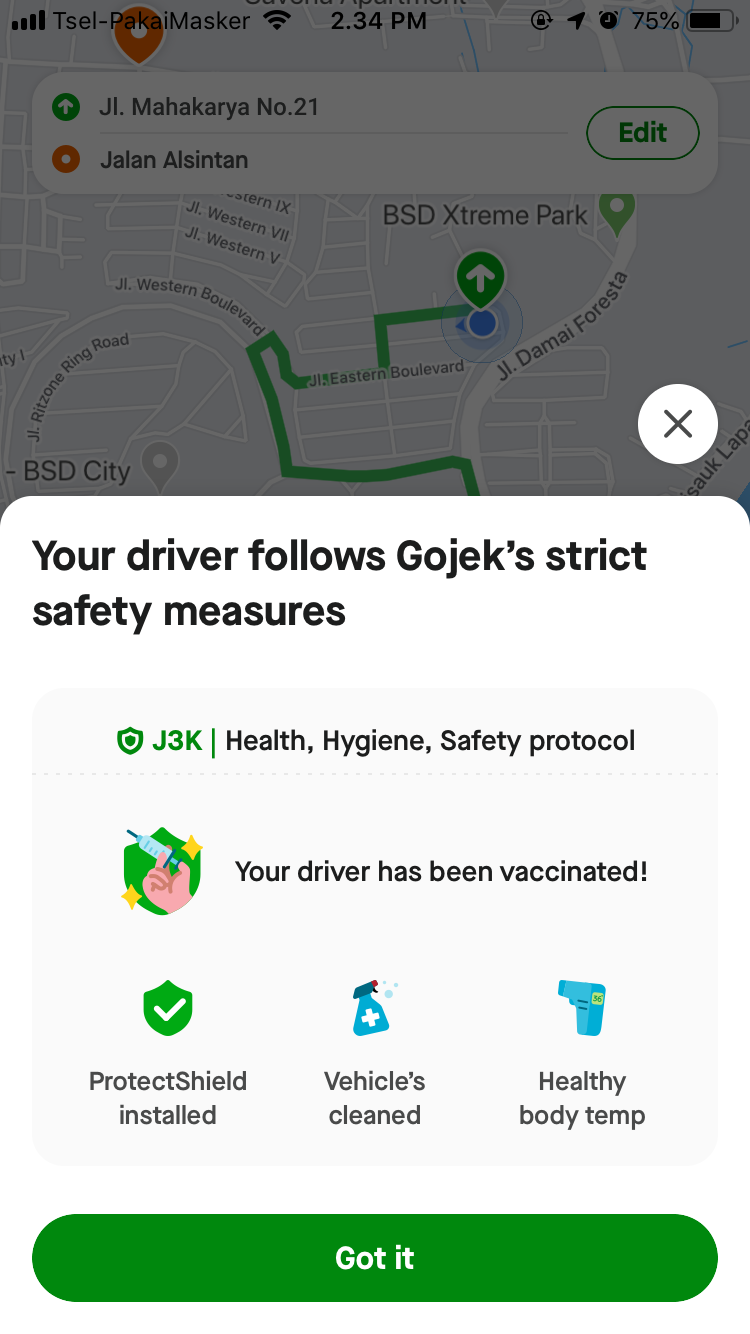 Tsel-PakaiMasker 2.34 PM 75%
Jl. Mahakarya No.21
Edit
Jalan Alsintan
BSD Xtreme Park
Jl. Western VII
Jl. Western V
Jl. Western Boulevard
Jl. Damai Foresta
Jl. Ritzone Ring Road
Jl. Eastern Boulevard
- BSD City
Your driver follows Gojek's strict
safety measures
J3K | Health, Hygiene, Safety protocol
Your driver has been vaccinated!
36°
ProtectShield
installed
Vehicle's
cleaned
Healthy
body temp
Got it